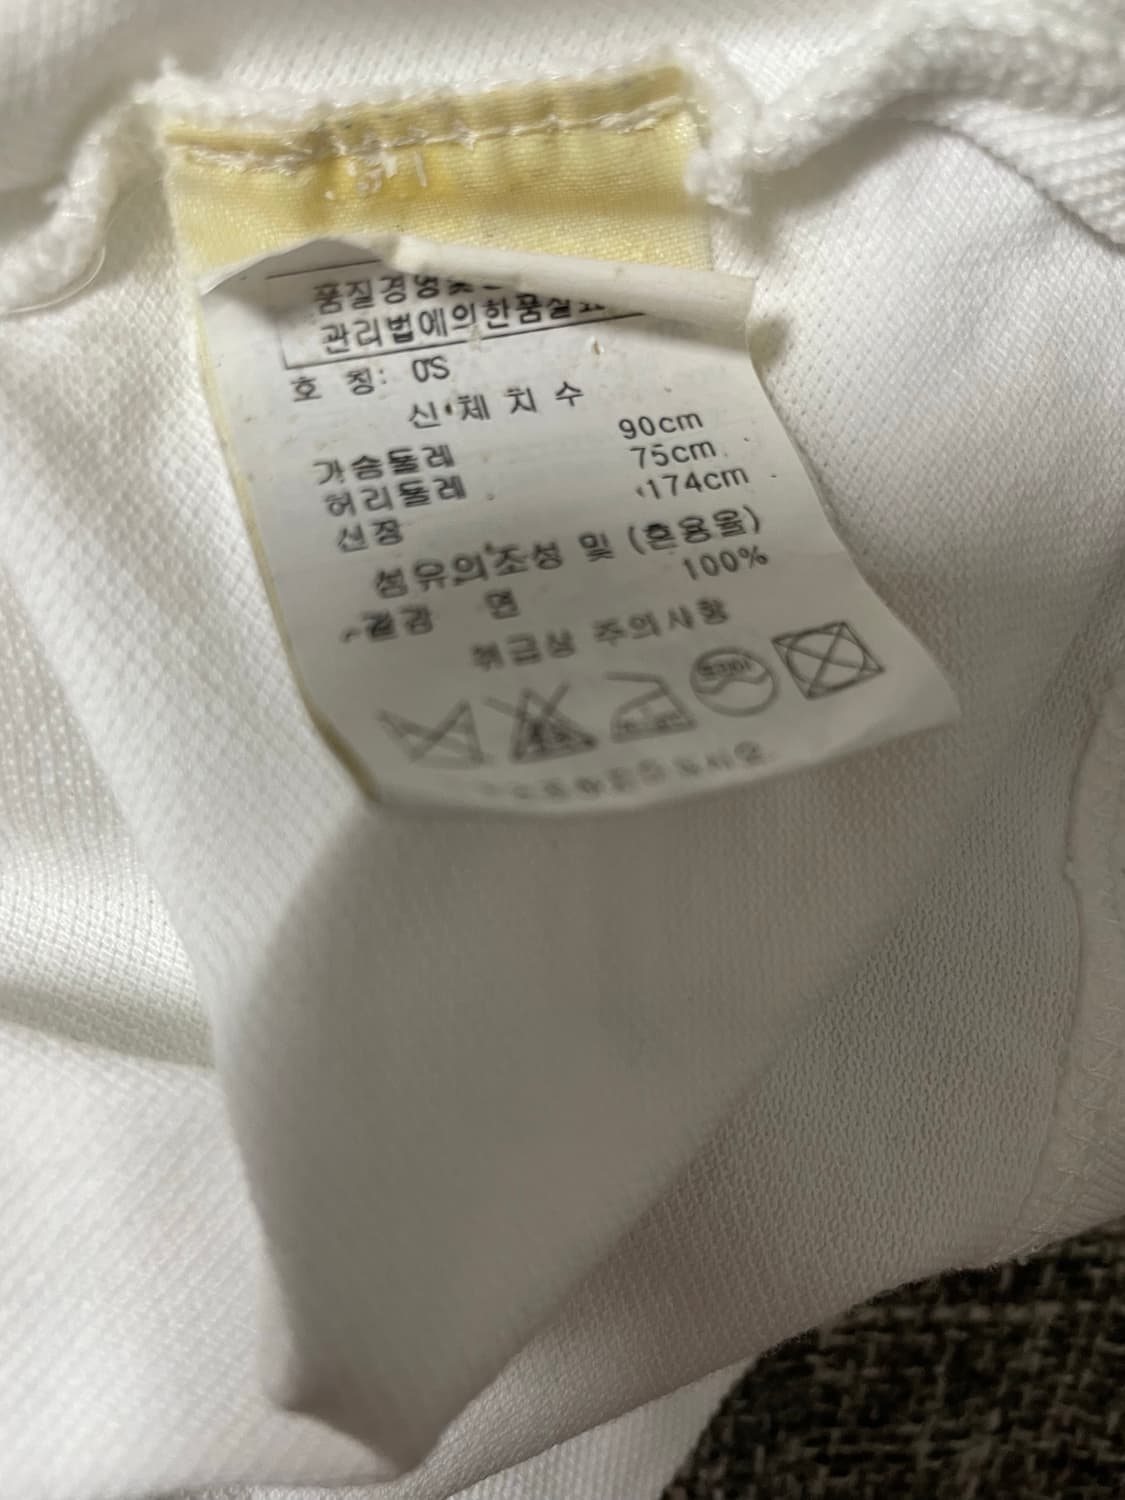 품질경영및
관리법에의한품질표
호 칭: 0'S
신 체 치 수
가슴둘레 90cm
허리둘레 75cm
신장 174cm
섬유의조성 및 (혼용율)
겉감 면 100%
취급상 주의사항